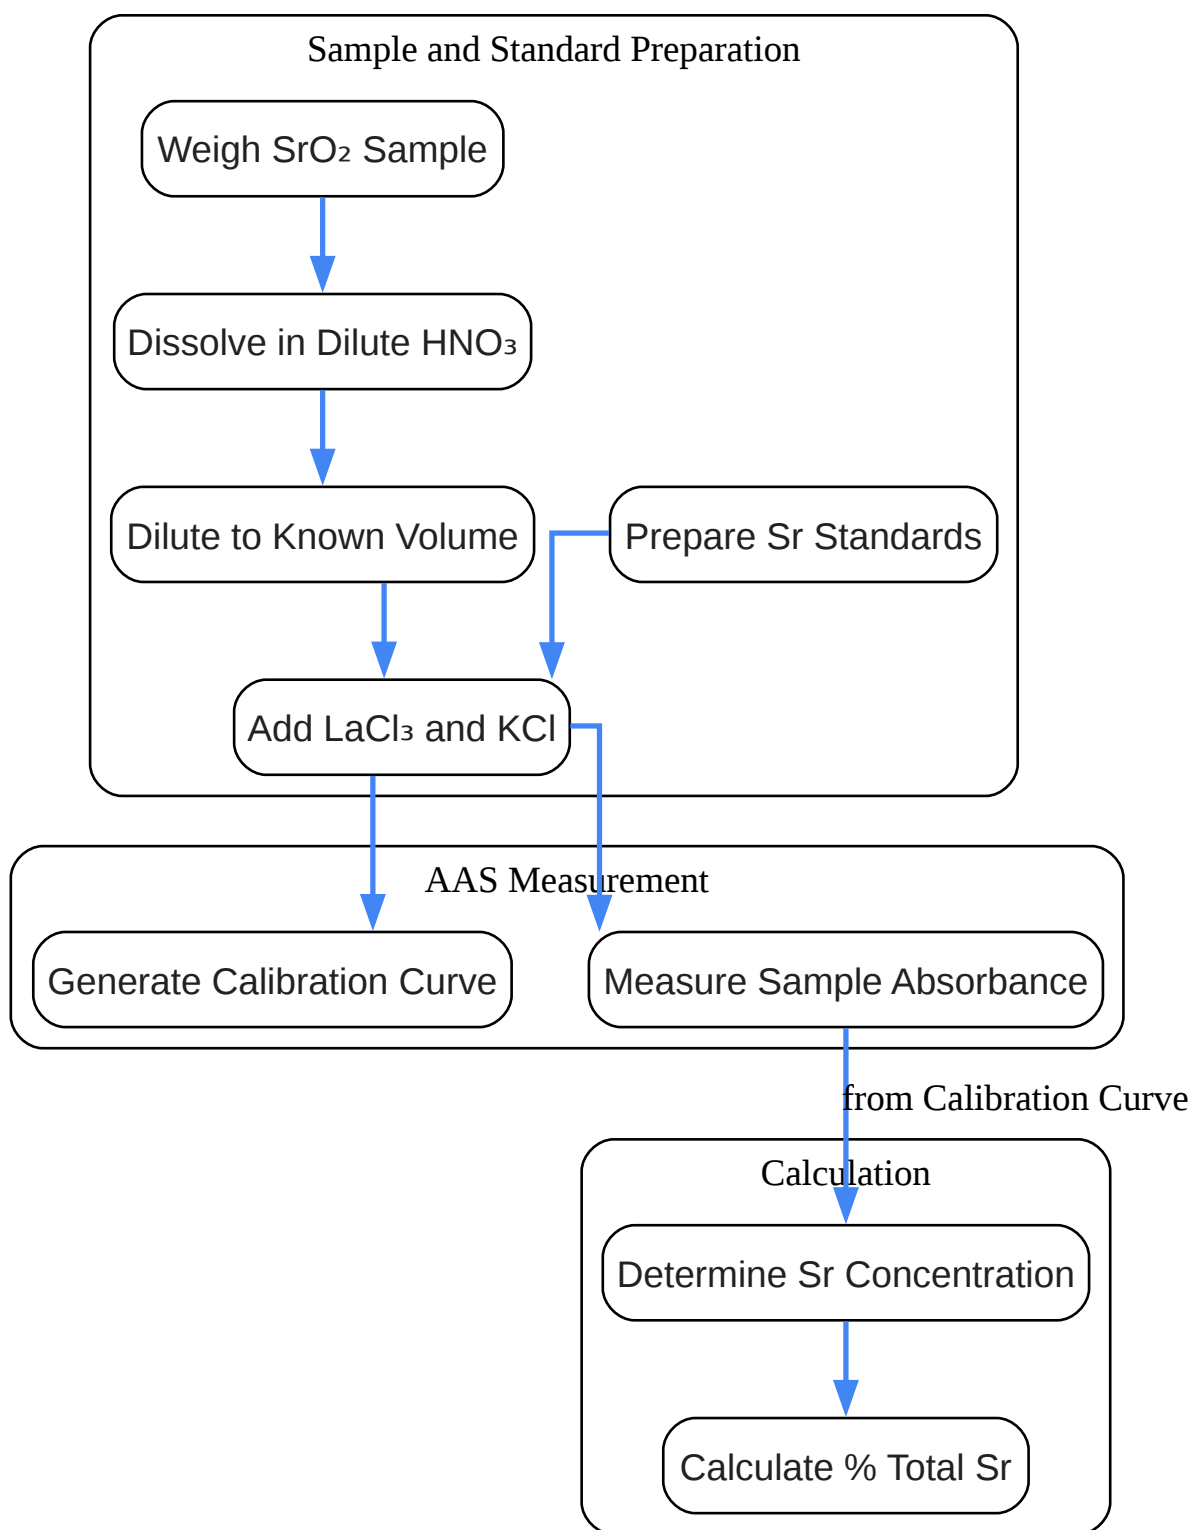 Sample and Standard Preparation
Weigh SrO₂ Sample
Dissolve in Dilute HNO₃
Dilute to Known Volume
Prepare Sr Standards
Add LaCl₃ and KCl
AAS Measurement
Generate Calibration Curve
Measure Sample Absorbance
from Calibration Curve
Calculation
Determine Sr Concentration
Calculate % Total Sr